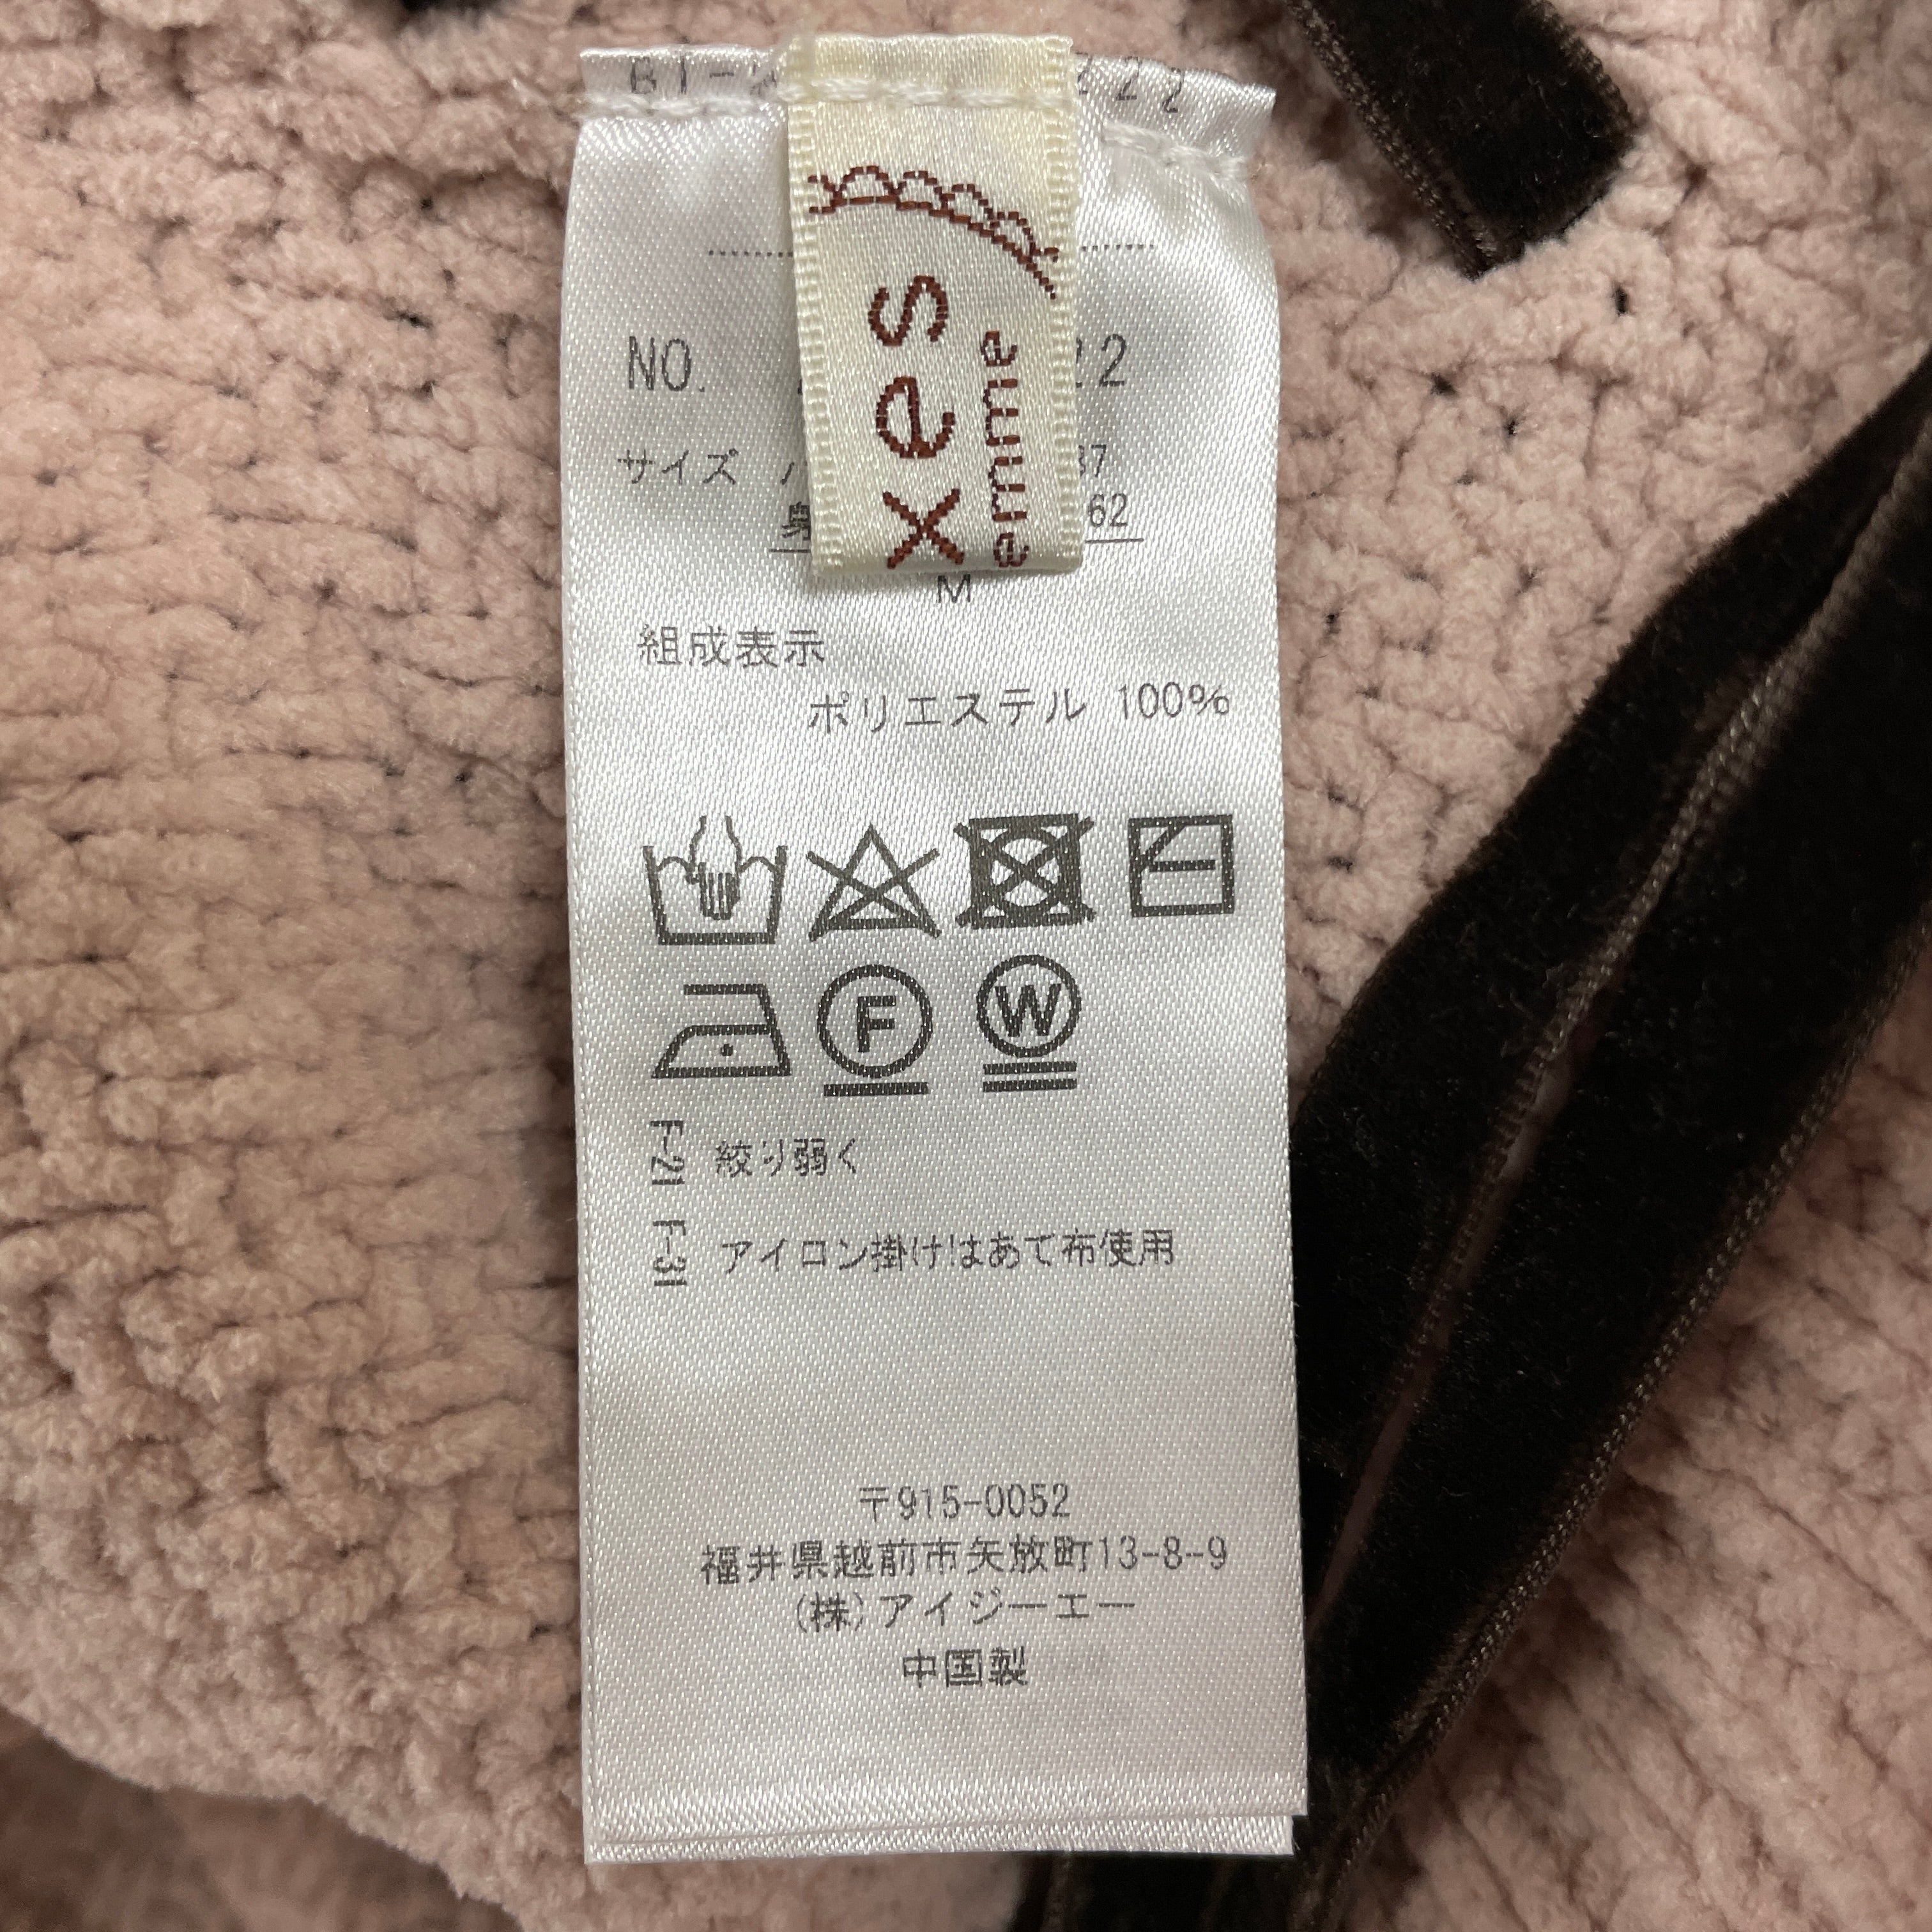 xes
emme
NO. 22
サイズ 87
62
M
組成表示
ポリエステル 100%
F
W
F-21 絞り弱く
F-31 アイロン掛けはあて布使用
〒915-0052
福井県越前市矢放町13-8-9
(株)アイジーエー
中国製